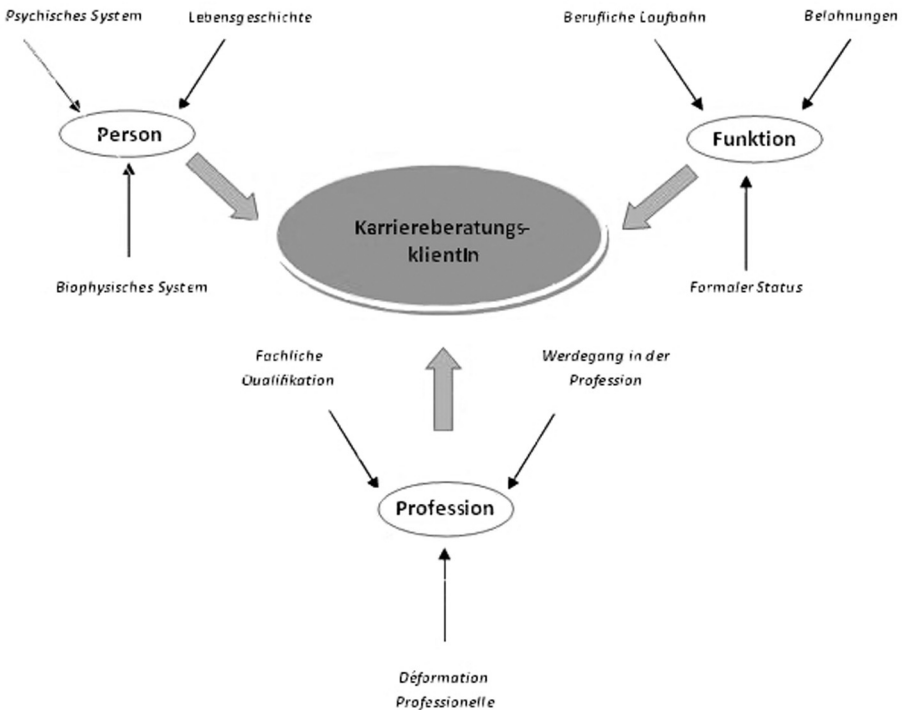 Psychisches System
Lebensgeschichte
Berufliche Laufbahn
Belohnungen
Person
Funktion
Karriereberatungs-
klientIn
Biophysisches System
Formaler Status
Fachliche
Qualifikation
Werdegang in der
Profession
Profession
Déformation
Professionelle